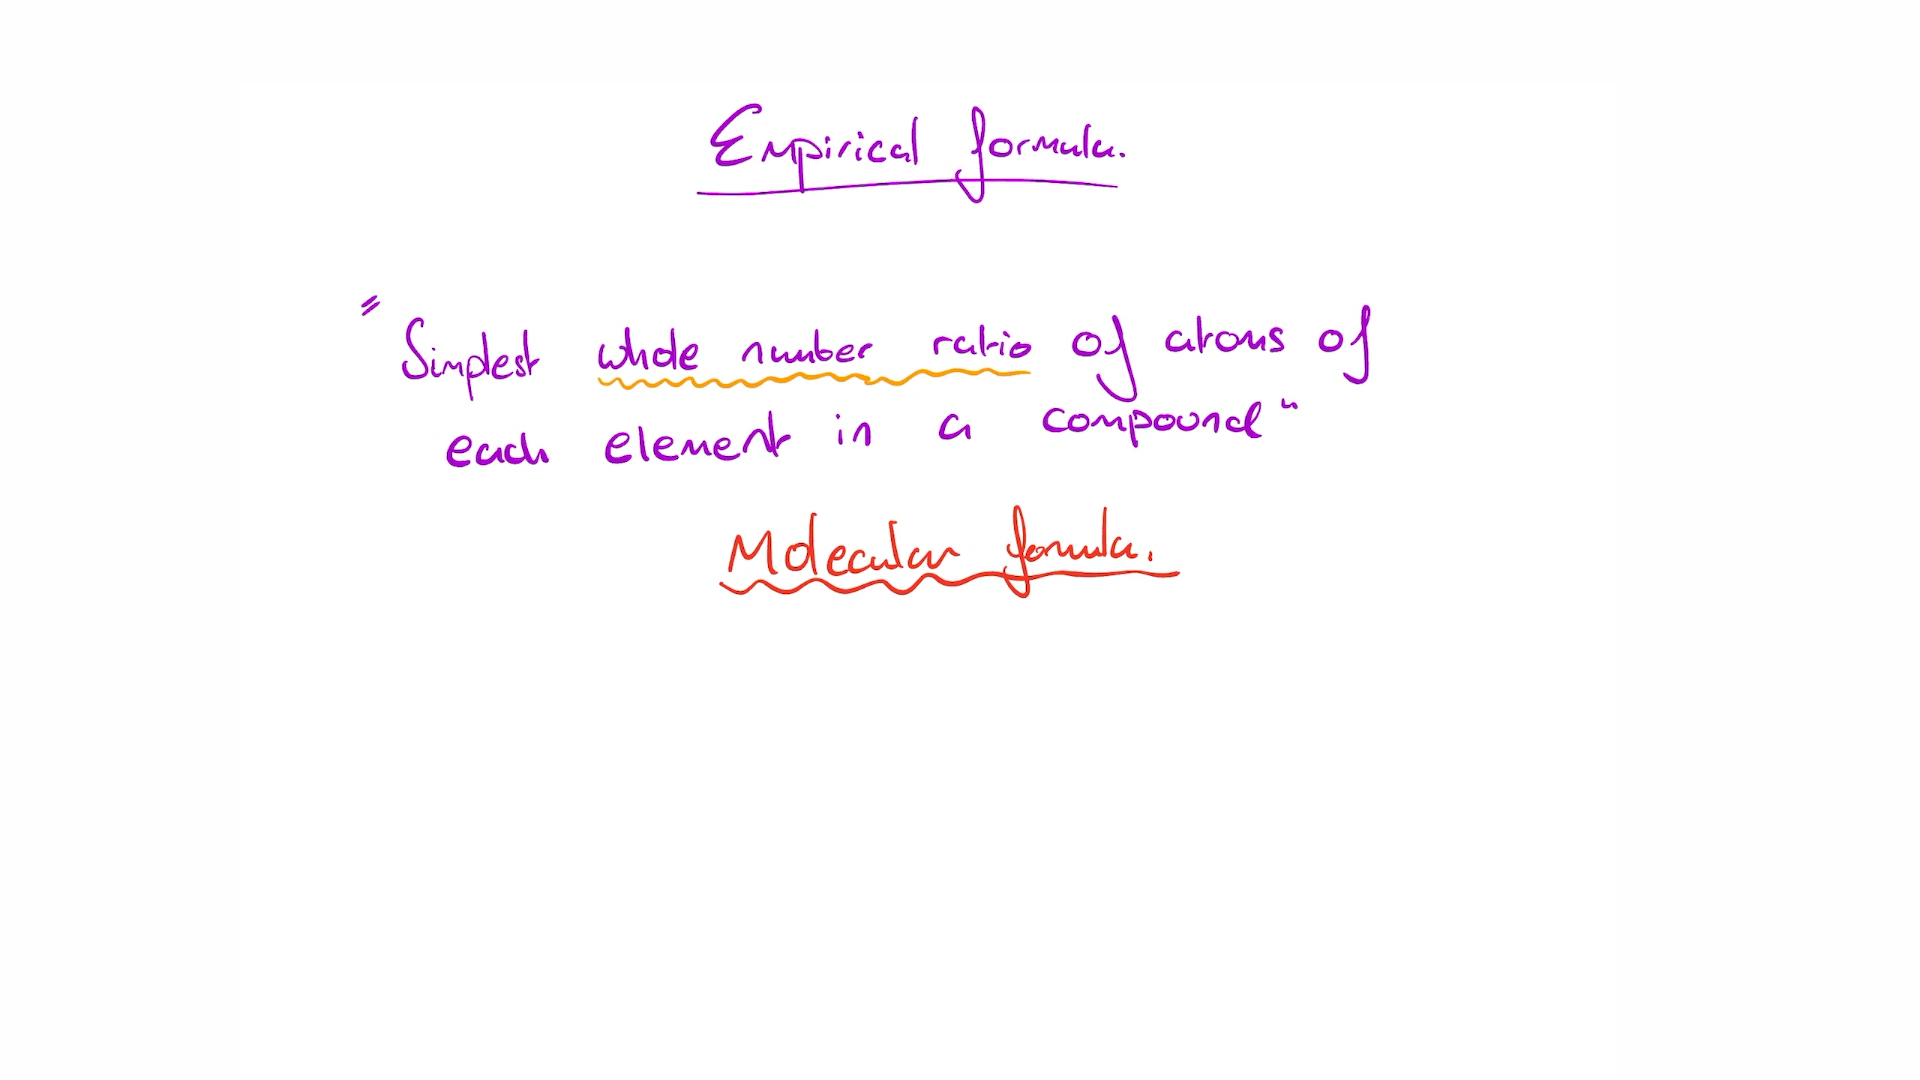 Empirical formula.
"Simplest whole number ratio of atoms of
each element in a compound"
Molecular formula.